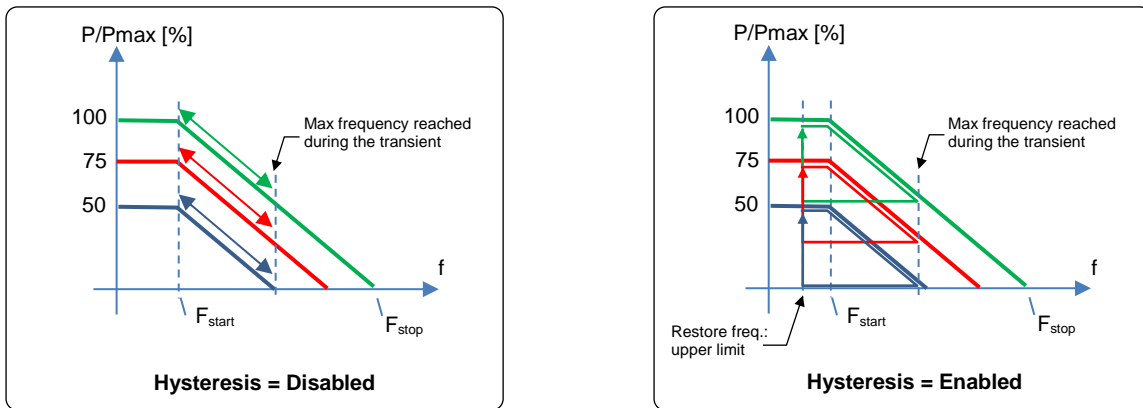 P/Pmax [%]
100
75
50
Max frequency reached
during the transient
f
Fstart
Fstop
Hysteresis = Disabled
P/Pmax [%]
100
75
50
Max frequency reached
during the transient
f
Fstart
Fstop
Restore freq.:
upper limit
Hysteresis = Enabled